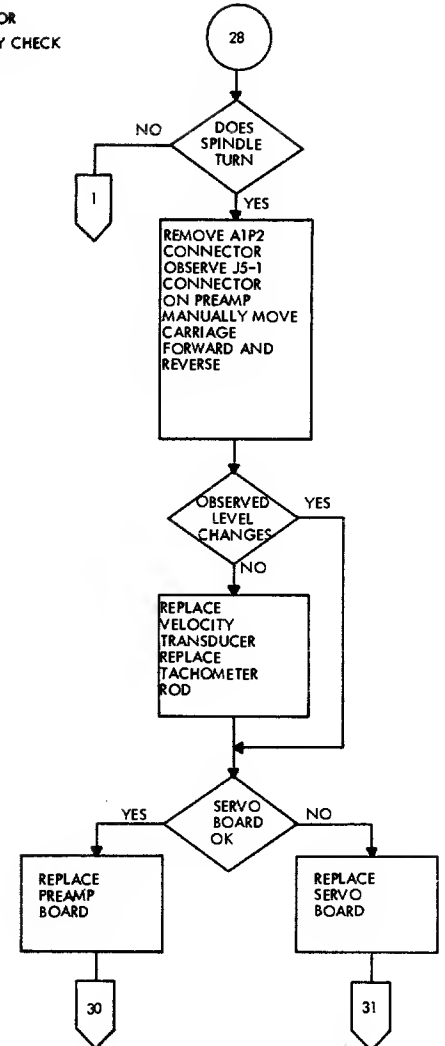 OR
Y CHECK
28
NO
DOES
SPINDLE
TURN
1
YES
REMOVE A1P2
CONNECTOR
OBSERVE J5-1
CONNECTOR
ON PREAMP
MANUALLY MOVE
CARRIAGE
FORWARD AND
REVERSE
OBSERVED
LEVEL
CHANGES
YES
NO
REPLACE
VELOCITY
TRANSDUCER
REPLACE
TACHOMETER
ROD
YES
SERVO
BOARD
OK
NO
REPLACE
PREAMP
BOARD
REPLACE
SERVO
BOARD
30
31